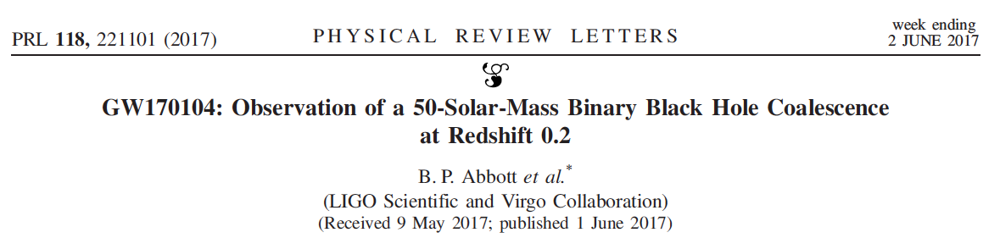 PRL 118, 221101 (2017)
PHYSICAL REVIEW LETTERS
week ending
2 JUNE 2017
GW170104: Observation of a 50-Solar-Mass Binary Black Hole Coalescence
at Redshift 0.2
B. P. Abbott et al.*
(LIGO Scientific and Virgo Collaboration)
(Received 9 May 2017; published 1 June 2017)